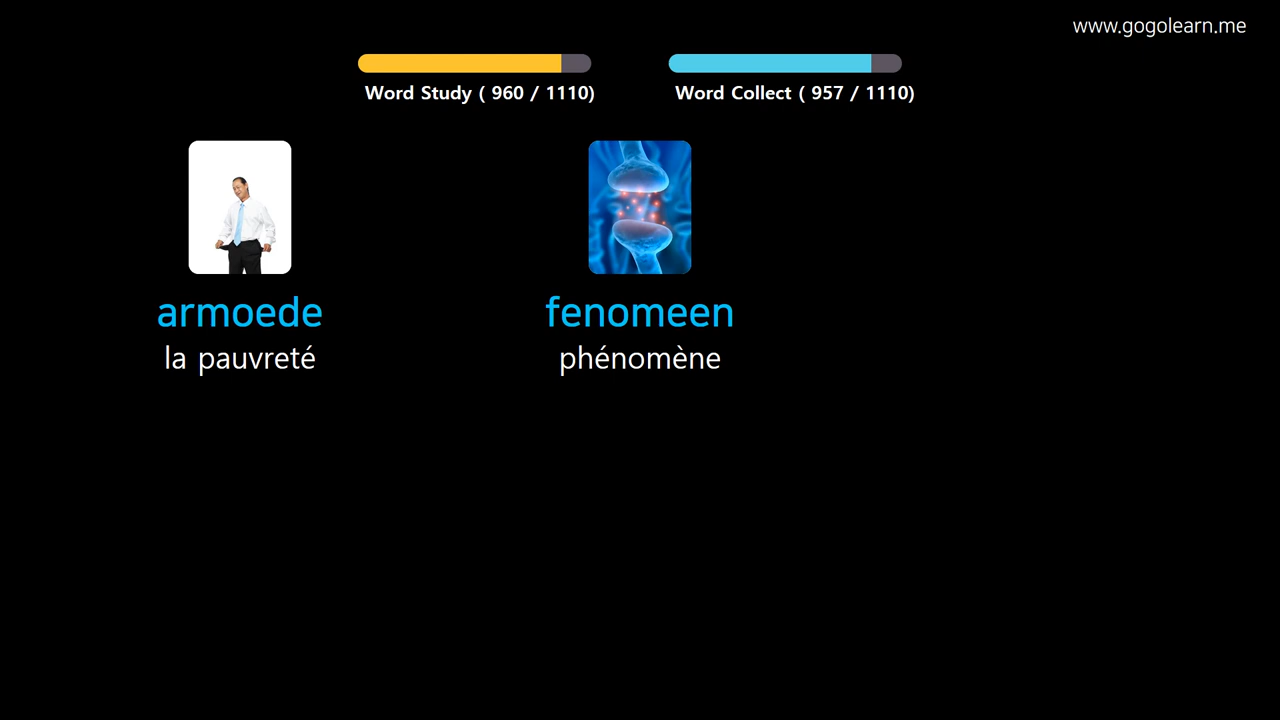 www.gogolearn.me
Word Study ( 960 / 1110)
Word Collect ( 957 / 1110)
armoede
la pauvreté
fenomeen
phénomène